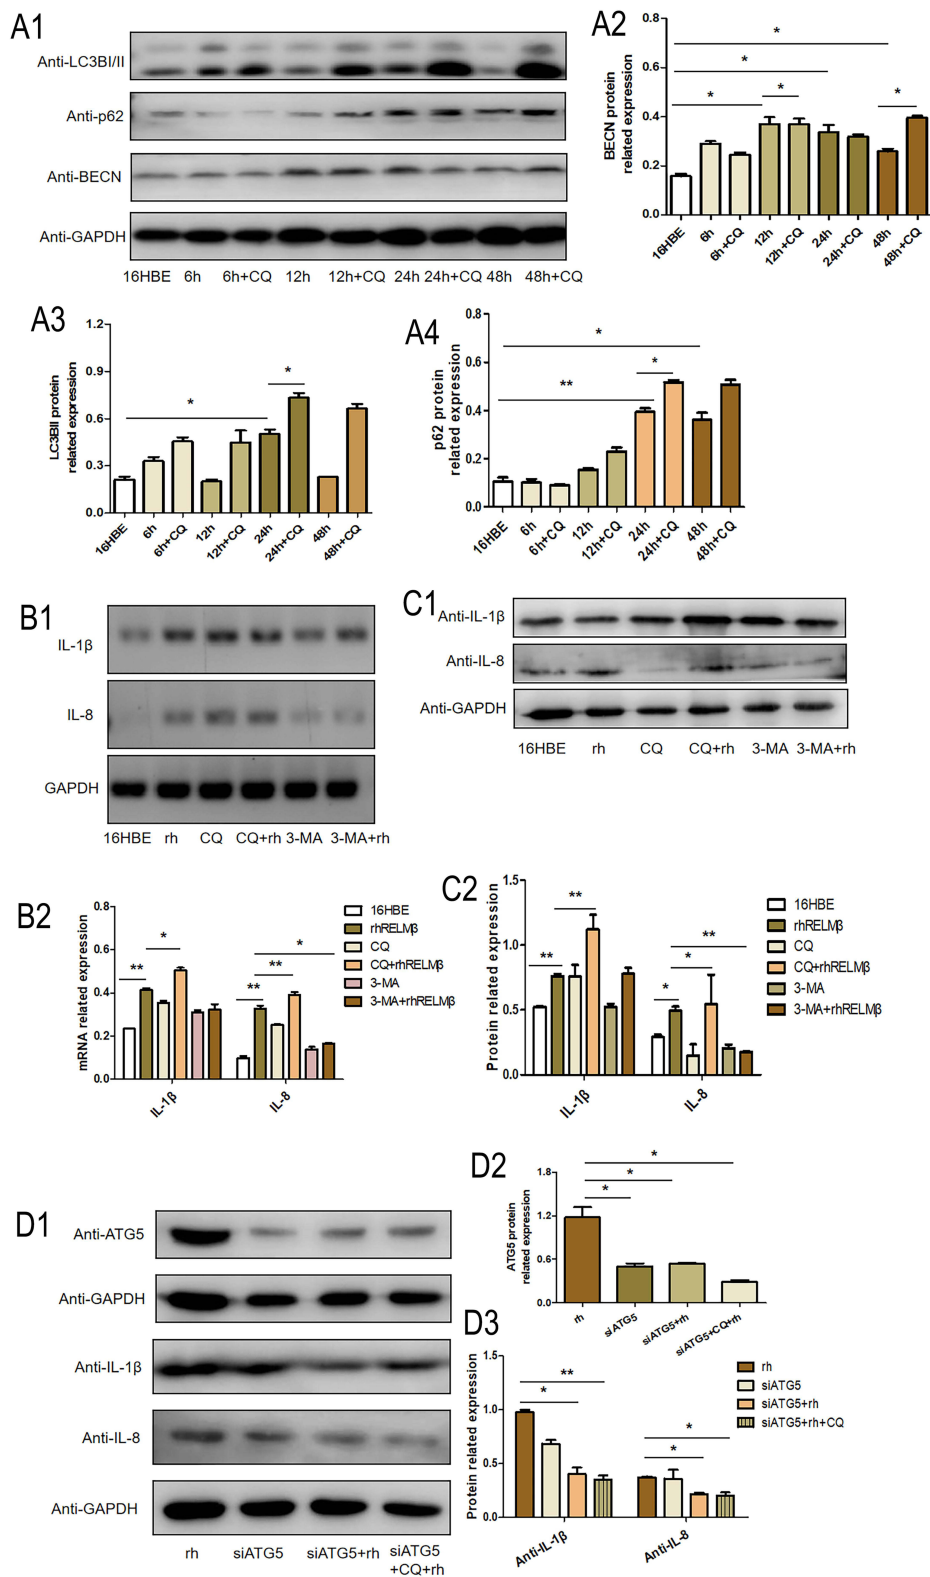 A1
Anti-LC3BI/II
Anti-p62
Anti-BECN
Anti-GAPDH
16HBE 6h 6h+CQ 12h 12h+CQ 24h 24h+CQ 48h 48h+CQ
A2
BECN protein
related expression
0.8
0.6
0.4
0.2
0.0
*
*
* *
*
16HBE 6h 6h+CQ 12h 12h+CQ 24h 24h+CQ 48h 48h+CQ
A3
LC3BII protein
related expression
1.2
0.9
0.6
0.3
0.0
*
*
16HBE 6h 6h+CQ 12h 12h+CQ 24h 24h+CQ 48h 48h+CQ
A4
p62 protein
related expression
0.8
0.6
0.4
0.2
0.0
*
*
**
16HBE 6h 6h+CQ 12h 12h+CQ 24h 24h+CQ 48h 48h+CQ
B1
IL-1β
IL-8
GAPDH
16HBE rh CQ CQ+rh 3-MA 3-MA+rh
C1
Anti-IL-1β
Anti-IL-8
Anti-GAPDH
16HBE rh CQ CQ+rh 3-MA 3-MA+rh
B2
mRNA related expression
0.8
0.6
0.4
0.2
0.0
**
*
**
**
*
IL-1β IL-8
16HBE
rhRELMβ
CQ
CQ+rhRELMβ
3-MA
3-MA+rhRELMβ
C2
Protein related expression
1.5
1.0
0.5
0.0
**
**
*
*
**
IL-1β IL-8
16HBE
rhRELMβ
CQ
CQ+rhRELMβ
3-MA
3-MA+rhRELMβ
D1
Anti-ATG5
Anti-GAPDH
Anti-IL-1β
Anti-IL-8
Anti-GAPDH
rh siATG5 siATG5+rh siATG5
+CQ+rh
D2
ATG5 protein
related expression
1.8
1.2
0.6
0.0
*
*
*
rh siATG5 siATG5+rh siATG5+CQ+rh
D3
Protein related expression
1.5
1.0
0.5
0.0
**
*
*
*
Anti-IL-1β Anti-IL-8
rh
siATG5
siATG5+rh
siATG5+rh+CQ